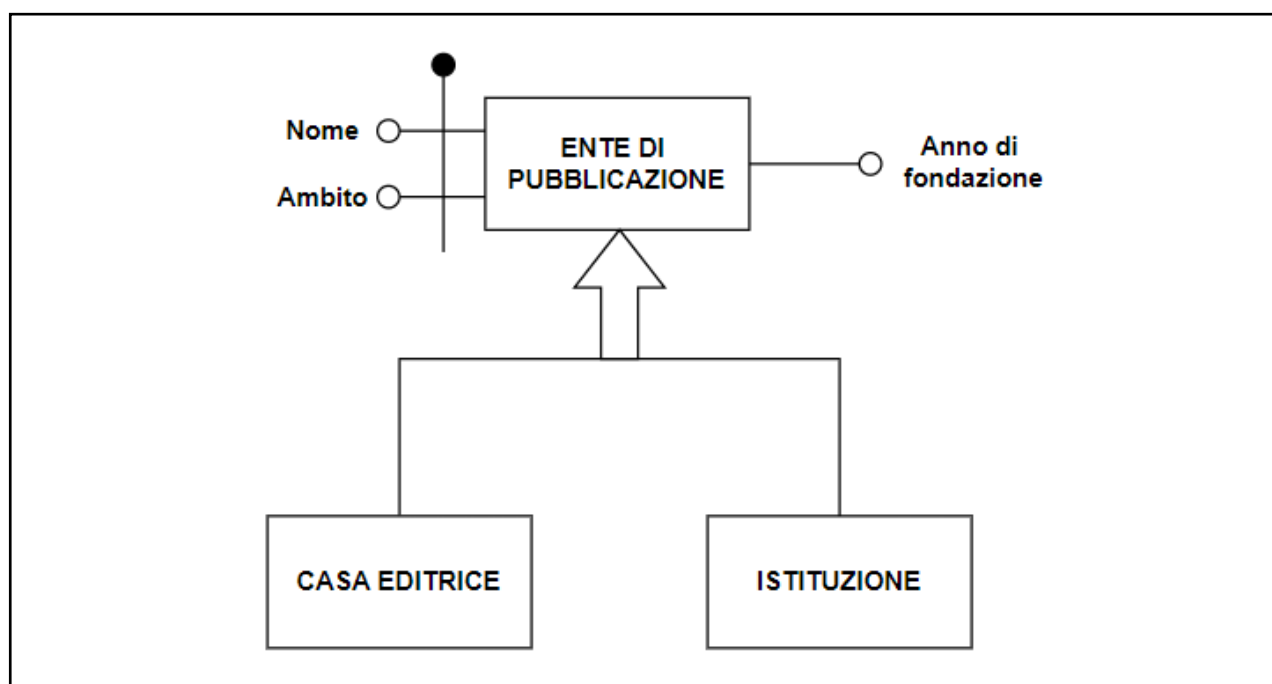 Nome
Ambito
ENTE DI
PUBBLICAZIONE
Anno di
fondazione
CASA EDITRICE
ISTITUZIONE